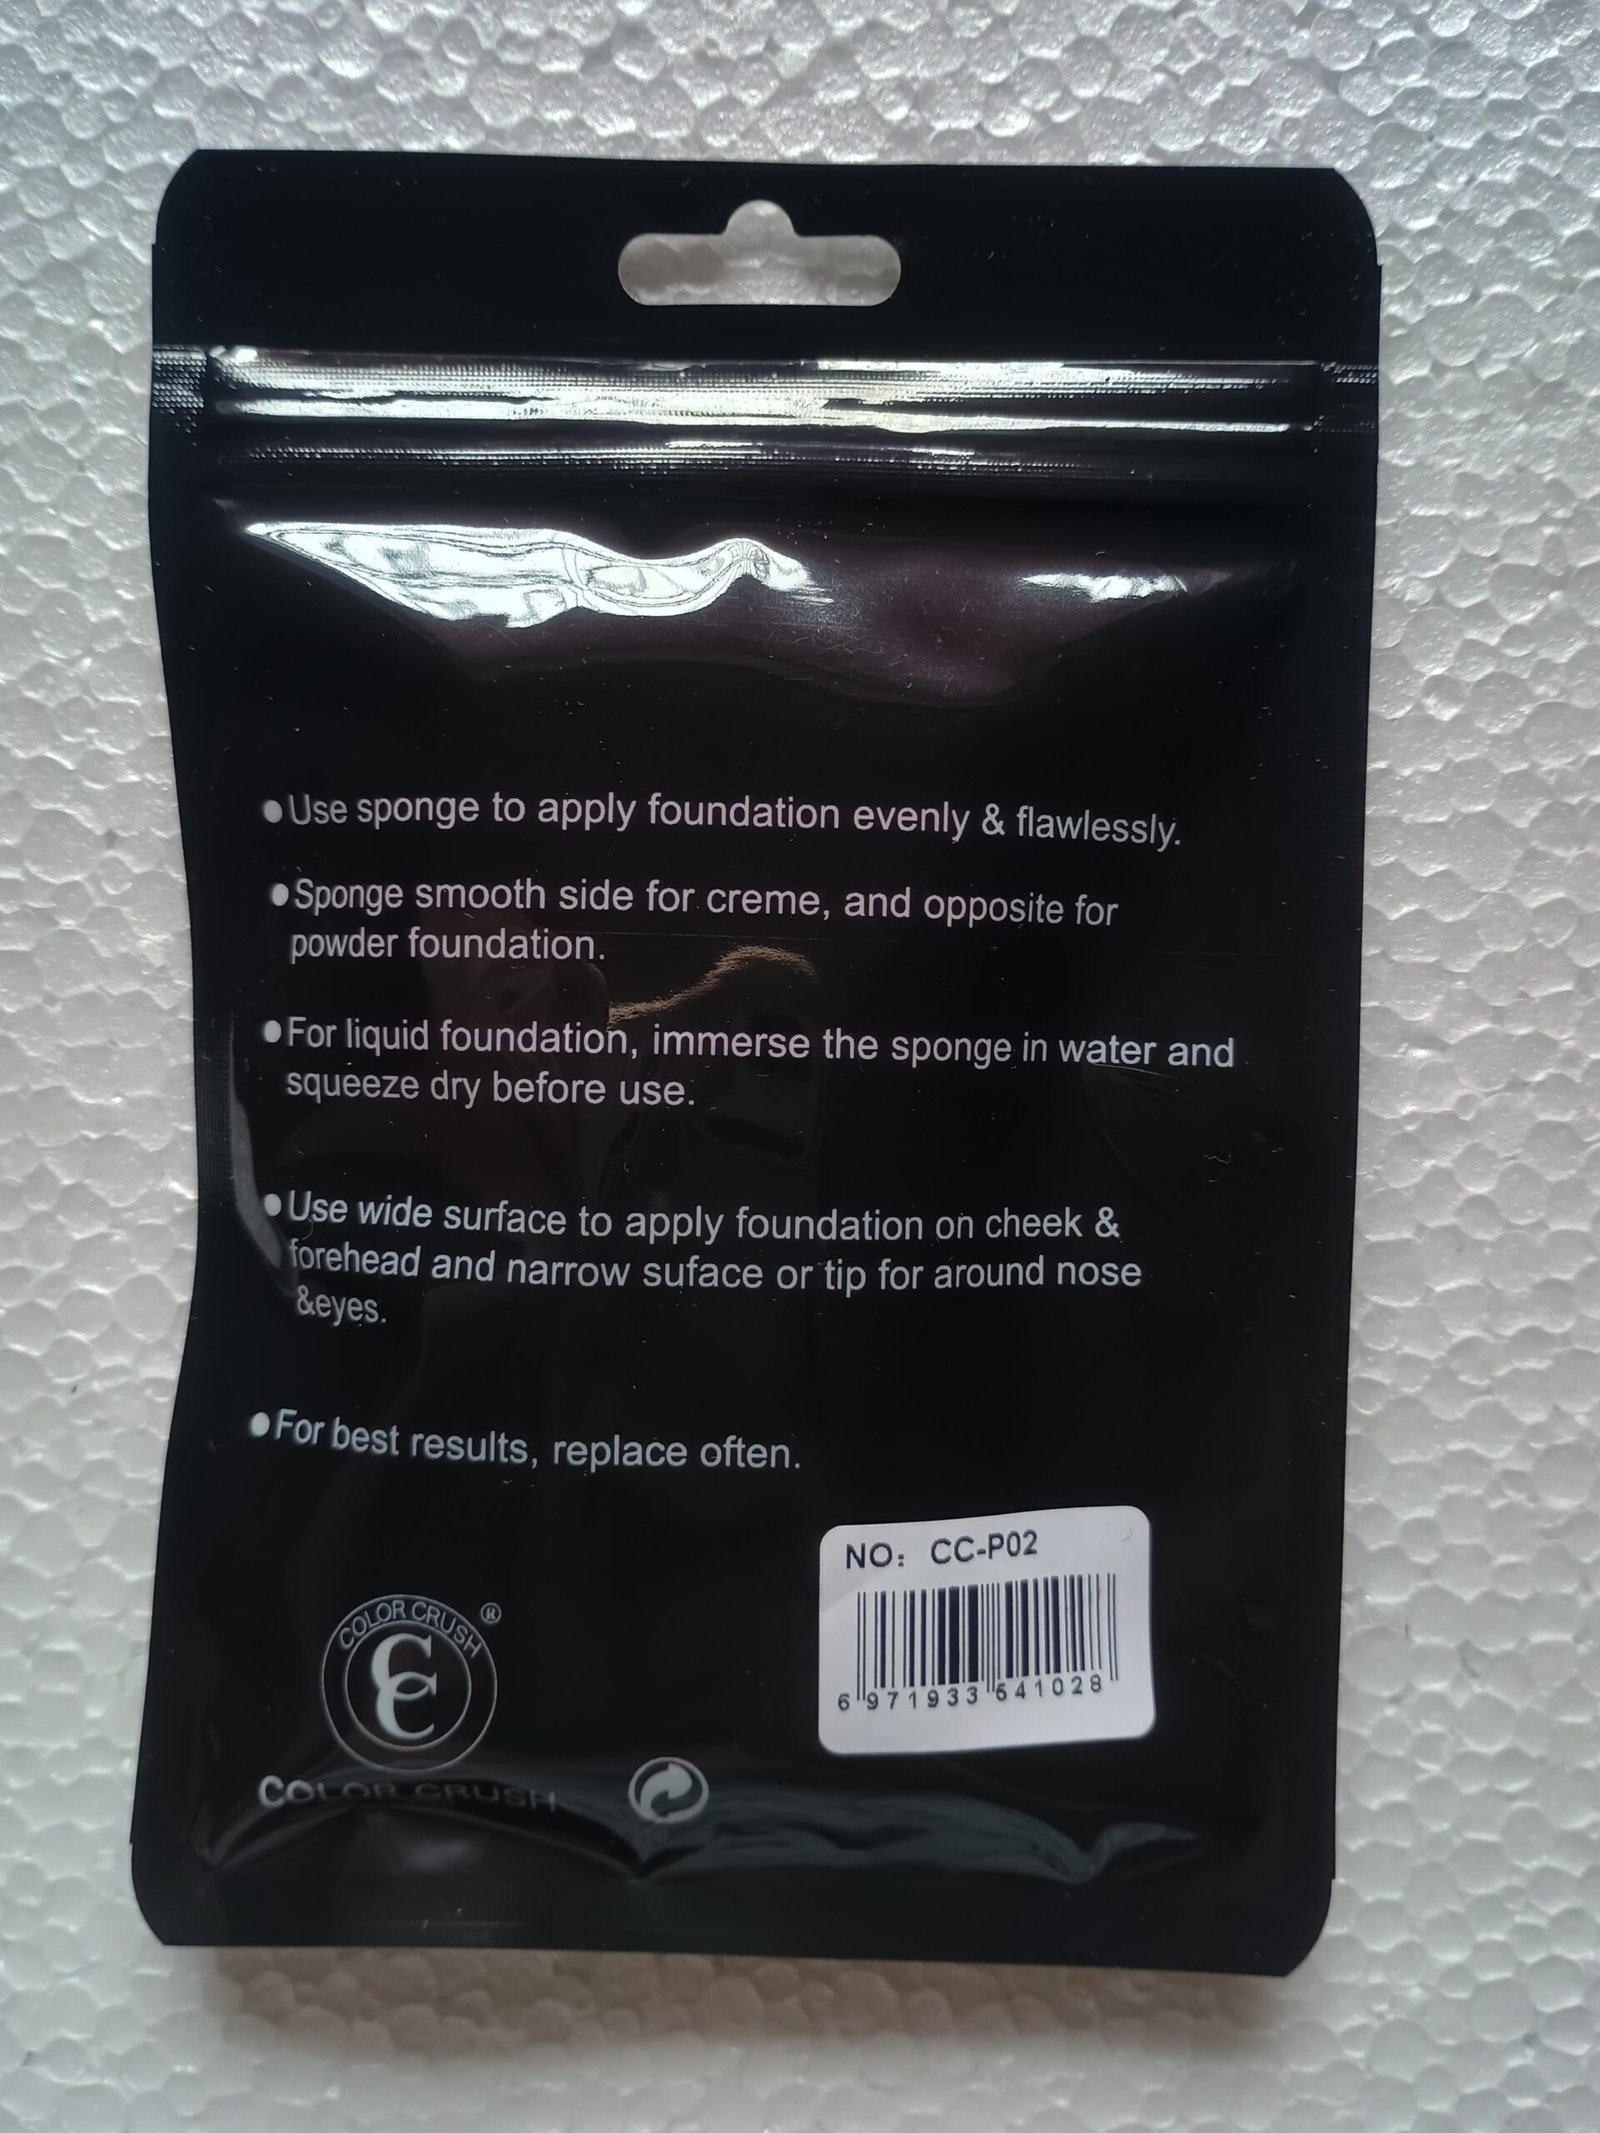 ●Use sponge to apply foundation evenly & flawlessly.
●Sponge smooth side for creme, and opposite for
powder foundation.
●For liquid foundation, immerse the sponge in water and
squeeze dry before use.
●Use wide surface to apply foundation on cheek &
forehead and narrow suface or tip for around nose
&eyes.
●For best results, replace often.
NO: CC-P02
6 971933 641028
COLOR CRUSH ®
CC
COLOR CRUSH